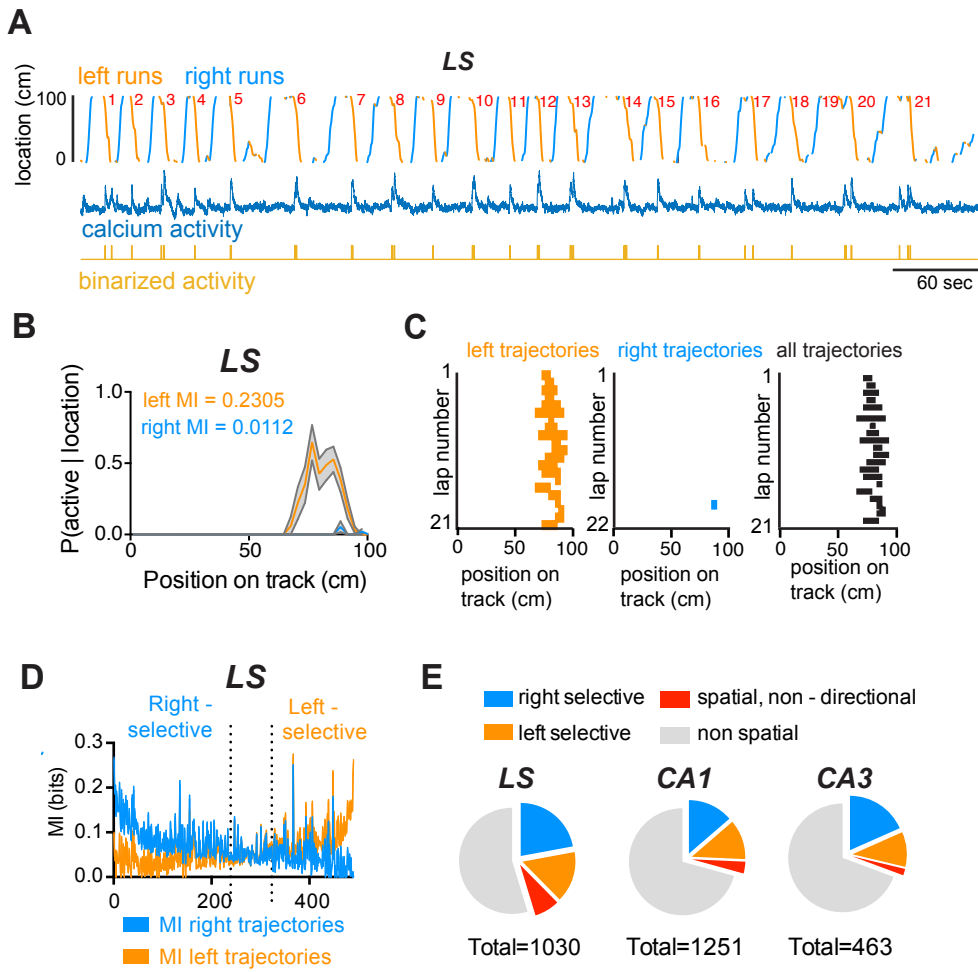 A
LS
left runs right runs
location (cm)
100
0
1 2 3 4 5 6 7 8 9 10 11 12 13 14 15 16 17 18 19 20 21
calcium activity
binarized activity
60 sec
B
LS
left MI = 0.2305
right MI = 0.0112
P(active | location)
1.0
0.5
0.0
0 50 100
Position on track (cm)
C
left trajectories right trajectories all trajectories
lap number
1
21
0 50 100
position on
track (cm)
lap number
1
22
0 50 100
position on
track (cm)
lap number
1
21
0 50 100
position on
track (cm)
D
LS
Right -
selective
Left -
selective
MI (bits)
0.3
0.2
0.1
0.0
0 200 400
MI right trajectories
MI left trajectories
E
right selective spatial, non - directional
left selective non spatial
LS CA1 CA3
Total=1030 Total=1251 Total=463